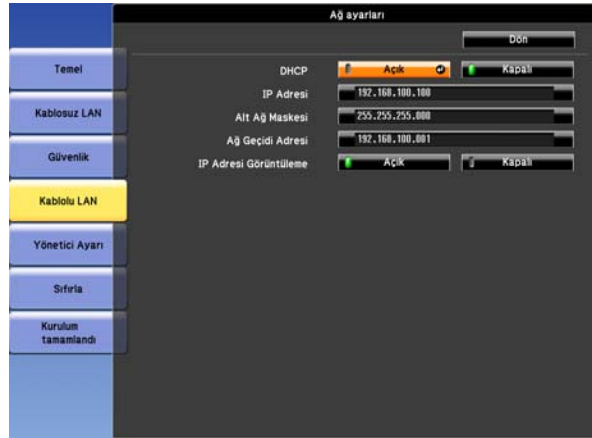 Ağ ayarları
Dön
Temel
Kablosuz LAN
Güvenlik
Kablolu LAN
Yönetici Ayarı
Sıfırla
Kurulum
tamamlandı
DHCP Açık Kapalı
IP Adresi 192.168.100.100
Alt Ağ Maskesi 255.255.255.000
Ağ Geçidi Adresi 192.168.100.001
IP Adresi Görüntüleme Açık Kapalı